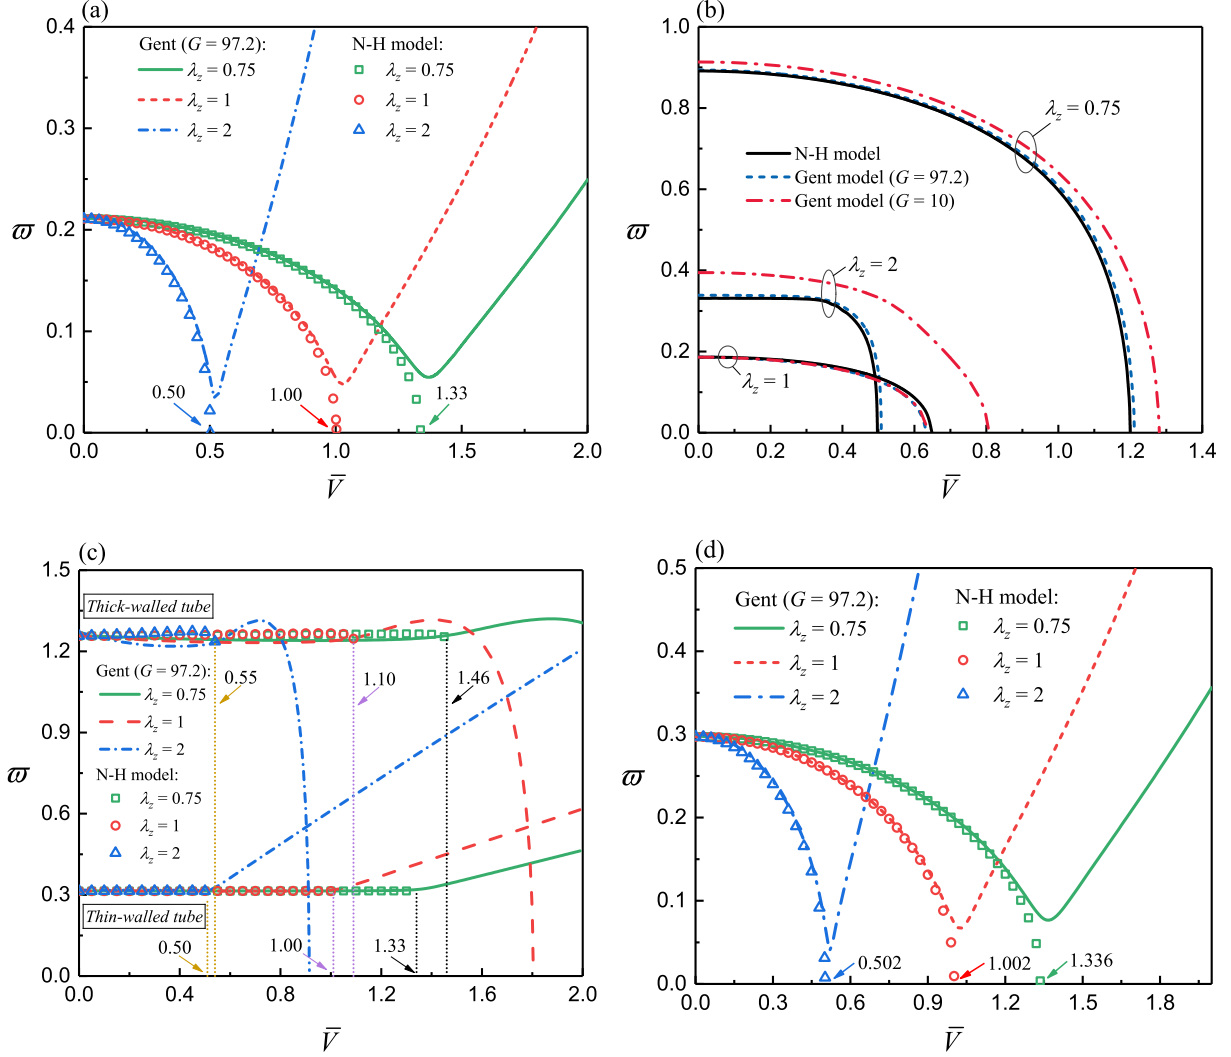 (a)
0.4
0.3
0.2
0.1
0.0
ϖ
Gent (G = 97.2):
λz = 0.75
λz = 1
λz = 2
N-H model:
λz = 0.75
λz = 1
λz = 2
0.50
1.00
1.33
0.0 0.5 1.0 1.5 2.0
V̅
(b)
1.0
0.8
0.6
0.4
0.2
0.0
ϖ
λz = 0.75
N-H model
Gent model (G = 97.2)
Gent model (G = 10)
λz = 2
λz = 1
0.0 0.2 0.4 0.6 0.8 1.0 1.2 1.4
V̅
(c)
1.5
1.2
0.9
0.6
0.3
0.0
ϖ
Thick-walled tube
Gent (G = 97.2):
λz = 0.75
λz = 1
λz = 2
N-H model:
λz = 0.75
λz = 1
λz = 2
0.55
1.10
1.46
Thin-walled tube
0.50
1.00
1.33
0.0 0.4 0.8 1.2 1.6 2.0
V̅
(d)
0.5
0.4
0.3
0.2
0.1
0.0
ϖ
Gent (G = 97.2):
λz = 0.75
λz = 1
λz = 2
N-H model:
λz = 0.75
λz = 1
λz = 2
0.502
1.002
1.336
0.0 0.3 0.6 0.9 1.2 1.5 1.8
V̅